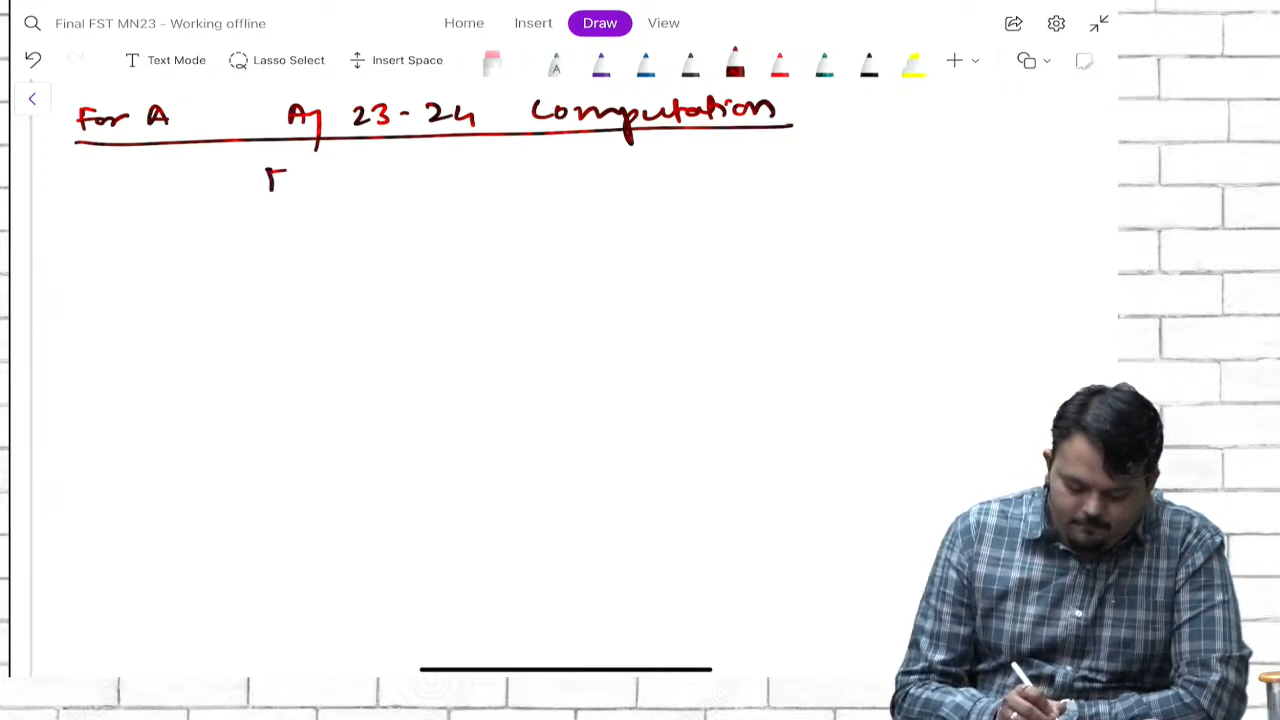 Final FST MN23 - Working offline
Home Insert Draw View
Text Mode Lasso Select Insert Space
For A Ay 23-24 Computation